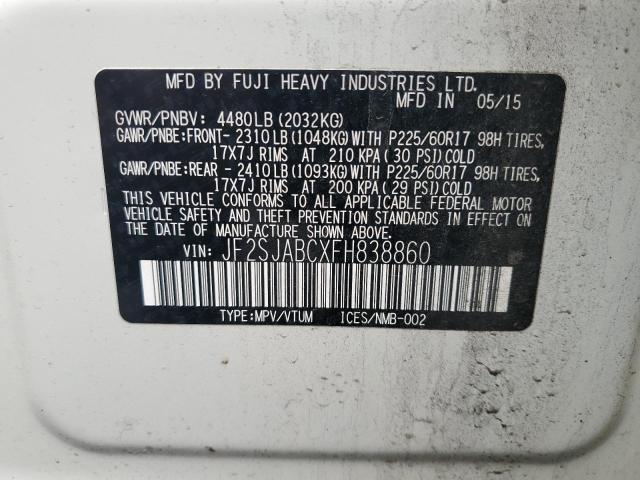 MFD BY FUJI HEAVY INDUSTRIES LTD.
MFD IN 05/15
GVWR/PNBV: 4480LB(2032KG)
GAWR/PNBE:FRONT- 2310LB(1048KG)WITH P225/60R17 98H TIRES,
17X7J RIMS AT 210 KPA(30 PSI)COLD
GAWR/PNBE:REAR - 2410LB(1093KG)WITH P225/60R17 98H TIRES,
17X7J RIMS AT 200 KPA(29 PSI)COLD
THIS VEHICLE CONFORMS TO ALL APPLICABLE FEDERAL MOTOR
VEHICLE SAFETY AND THEFT PREVENTION STANDARDS IN EFFECT ON
THE DATE OF MANUFACTURE SHOWN ABOVE.
VIN: JF2SJABCXFH838860
TYPE:MPV/VTUM ICES/NMB-002